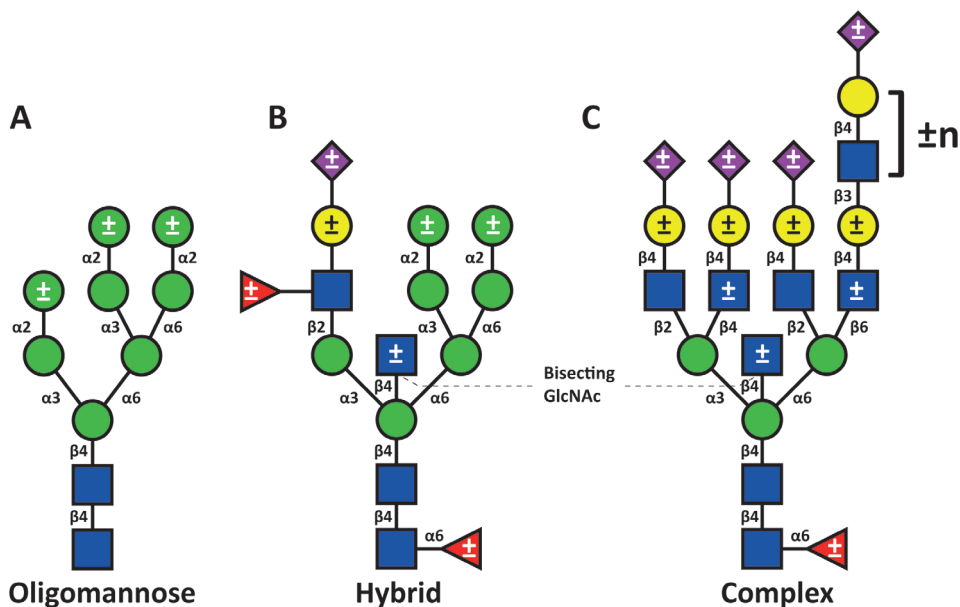 A
B
C
±
±
±
±
±
β4
±n
±
±
±
±
±
±
β3
±
±
±
±
±
α2
α2
β4
β4
β4
β4
±
±
±
±
α2
α3
α6
β2
α3
α6
β2
β4
β2
β6
±
±
β4
Bisecting
GlcNAc
β4
α3
α6
α3
α6
α3
α6
β4
β4
β4
β4
β4
β4
α6
±
α6
±
Oligomannose
Hybrid
Complex